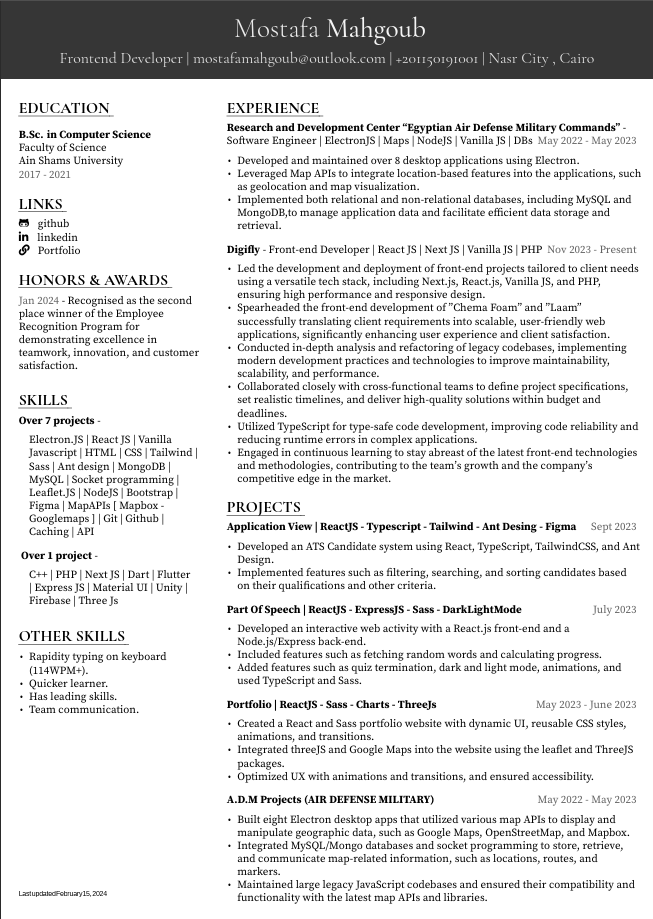 Mostafa Mahgoub
Frontend Developer | mostafamahgoub@outlook.com | +201150191001 | Nasr City , Cairo
EDUCATION
B.Sc. in Computer Science
Faculty of Science
Ain Shams University
2017 - 2021
LINKS
github
linkedin
Portfolio
HONORS & AWARDS
Jan 2024 - Recognised as the second
place winner of the Employee
Recognition Program for
demonstrating excellence in
teamwork, innovation, and customer
satisfaction.
SKILLS
Over 7 projects -
Electron.JS | React JS | Vanilla
Javascript | HTML | CSS | Tailwind |
Sass | Ant design | MongoDB |
MySQL | Socket programming |
Leaflet.JS | NodeJS | Bootstrap |
Figma | MapAPIs [ Mapbox -
Googlemaps ] | Git | Github |
Caching | API
Over 1 project -
C++ | PHP | Next JS | Dart | Flutter
| Express JS | Material UI | Unity |
Firebase | Three Js
OTHER SKILLS
• Rapidity typing on keyboard
(114WPM+).
• Quicker learner.
• Has leading skills.
• Team communication.
LastupdatedFebruary15, 2024
EXPERIENCE
Research and Development Center “Egyptian Air Defense Military Commands” -
Software Engineer | ElectronJS | Maps | NodeJS | Vanilla JS | DBs May 2022 - May 2023
• Developed and maintained over 8 desktop applications using Electron.
• Leveraged Map APIs to integrate location-based features into the applications, such
as geolocation and map visualization.
• Implemented both relational and non-relational databases, including MySQL and
MongoDB,to manage application data and facilitate efficient data storage and
retrieval.
Digifly - Front-end Developer | React JS | Next JS | Vanilla JS | PHP Nov 2023 - Present
• Led the development and deployment of front-end projects tailored to client needs
using a versatile tech stack, including Next.js, React.js, Vanilla JS, and PHP,
ensuring high performance and responsive design.
• Spearheaded the front-end development of ”Chema Foam” and ”Laam”
successfully translating client requirements into scalable, user-friendly web
applications, significantly enhancing user experience and client satisfaction.
• Conducted in-depth analysis and refactoring of legacy codebases, implementing
modern development practices and technologies to improve maintainability,
scalability, and performance.
• Collaborated closely with cross-functional teams to define project specifications,
set realistic timelines, and deliver high-quality solutions within budget and
deadlines.
• Utilized TypeScript for type-safe code development, improving code reliability and
reducing runtime errors in complex applications.
• Engaged in continuous learning to stay abreast of the latest front-end technologies
and methodologies, contributing to the team’s growth and the company’s
competitive edge in the market.
PROJECTS
Application View | ReactJS - Typescript - Tailwind - Ant Desing - Figma Sept 2023
• Developed an ATS Candidate system using React, TypeScript, TailwindCSS, and Ant
Design.
• Implemented features such as filtering, searching, and sorting candidates based
on their qualifications and other criteria.
Part Of Speech | ReactJS - ExpressJS - Sass - DarkLightMode July 2023
• Developed an interactive web activity with a React.js front-end and a
Node.js/Express back-end.
• Included features such as fetching random words and calculating progress.
• Added features such as quiz termination, dark and light mode, animations, and
used TypeScript and Sass.
Portfolio | ReactJS - Sass - Charts - ThreeJs May 2023 - June 2023
• Created a React and Sass portfolio website with dynamic UI, reusable CSS styles,
animations, and transitions.
• Integrated threeJS and Google Maps into the website using the leaflet and ThreeJS
packages.
• Optimized UX with animations and transitions, and ensured accessibility.
A.D.M Projects (AIR DEFENSE MILITARY) May 2022 - May 2023
• Built eight Electron desktop apps that utilized various map APIs to display and
manipulate geographic data, such as Google Maps, OpenStreetMap, and Mapbox.
• Integrated MySQL/Mongo databases and socket programming to store, retrieve,
and communicate map-related information, such as locations, routes, and
markers.
• Maintained large legacy JavaScript codebases and ensured their compatibility and
functionality with the latest map APIs and libraries.